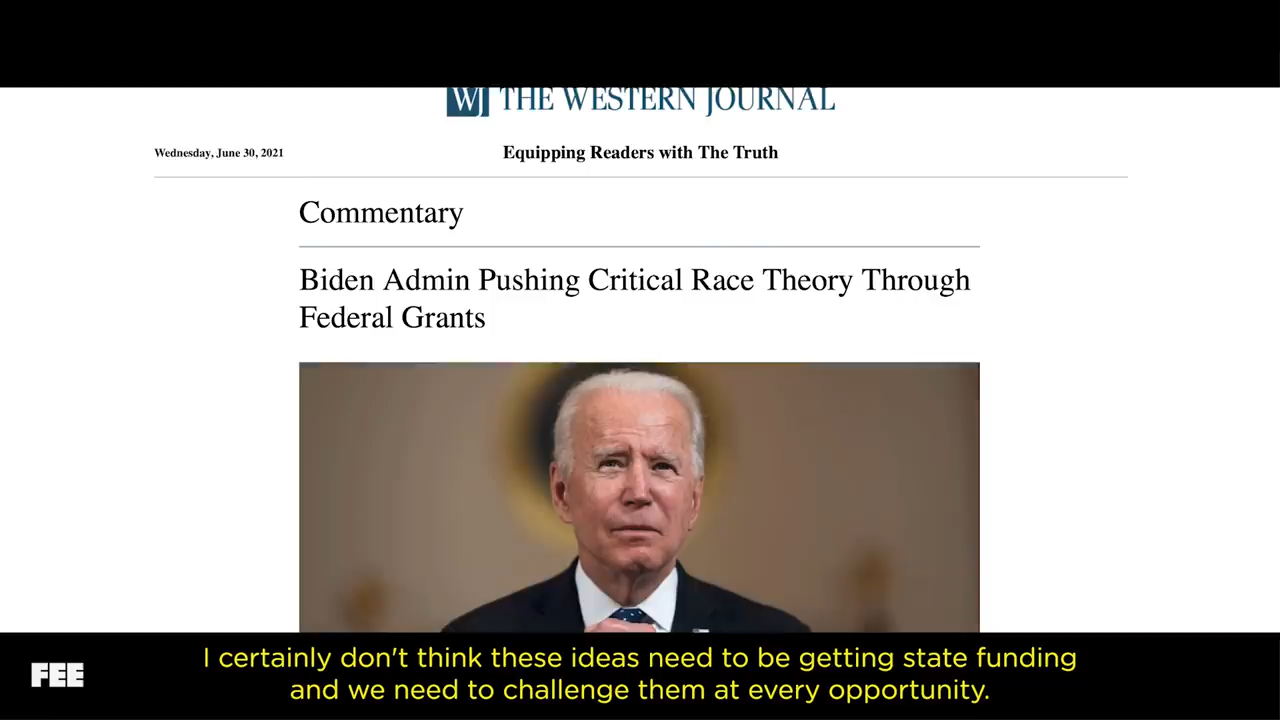 WJ THE WESTERN JOURNAL
Wednesday, June 30, 2021
Equipping Readers with The Truth
Commentary
Biden Admin Pushing Critical Race Theory Through
Federal Grants
I certainly don't think these ideas need to be getting state funding
and we need to challenge them at every opportunity.
FEE